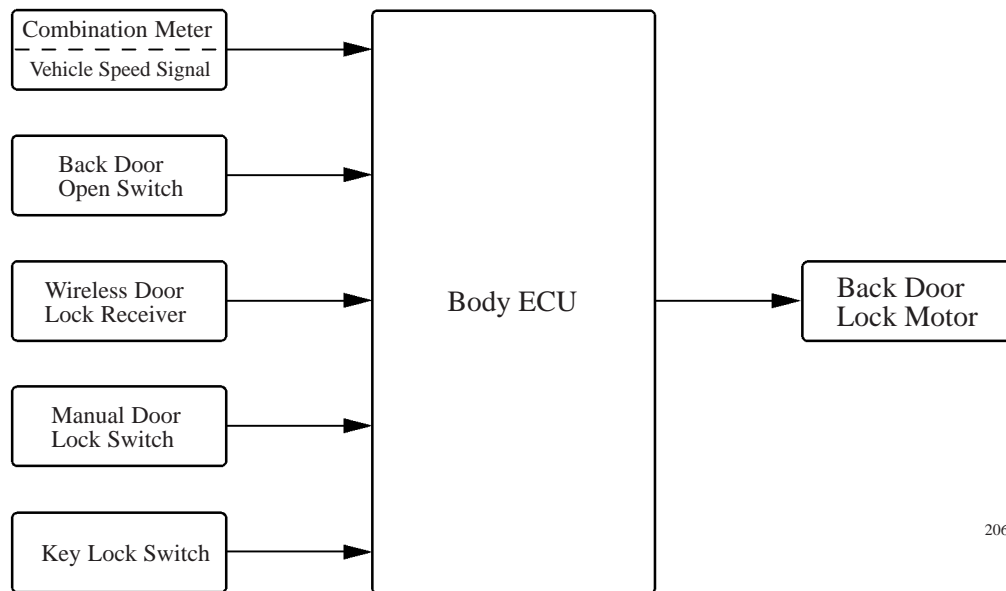 Combination Meter
Vehicle Speed Signal
Back Door
Open Switch
Wireless Door
Lock Receiver
Manual Door
Lock Switch
Key Lock Switch
Body ECU
Back Door
Lock Motor
206